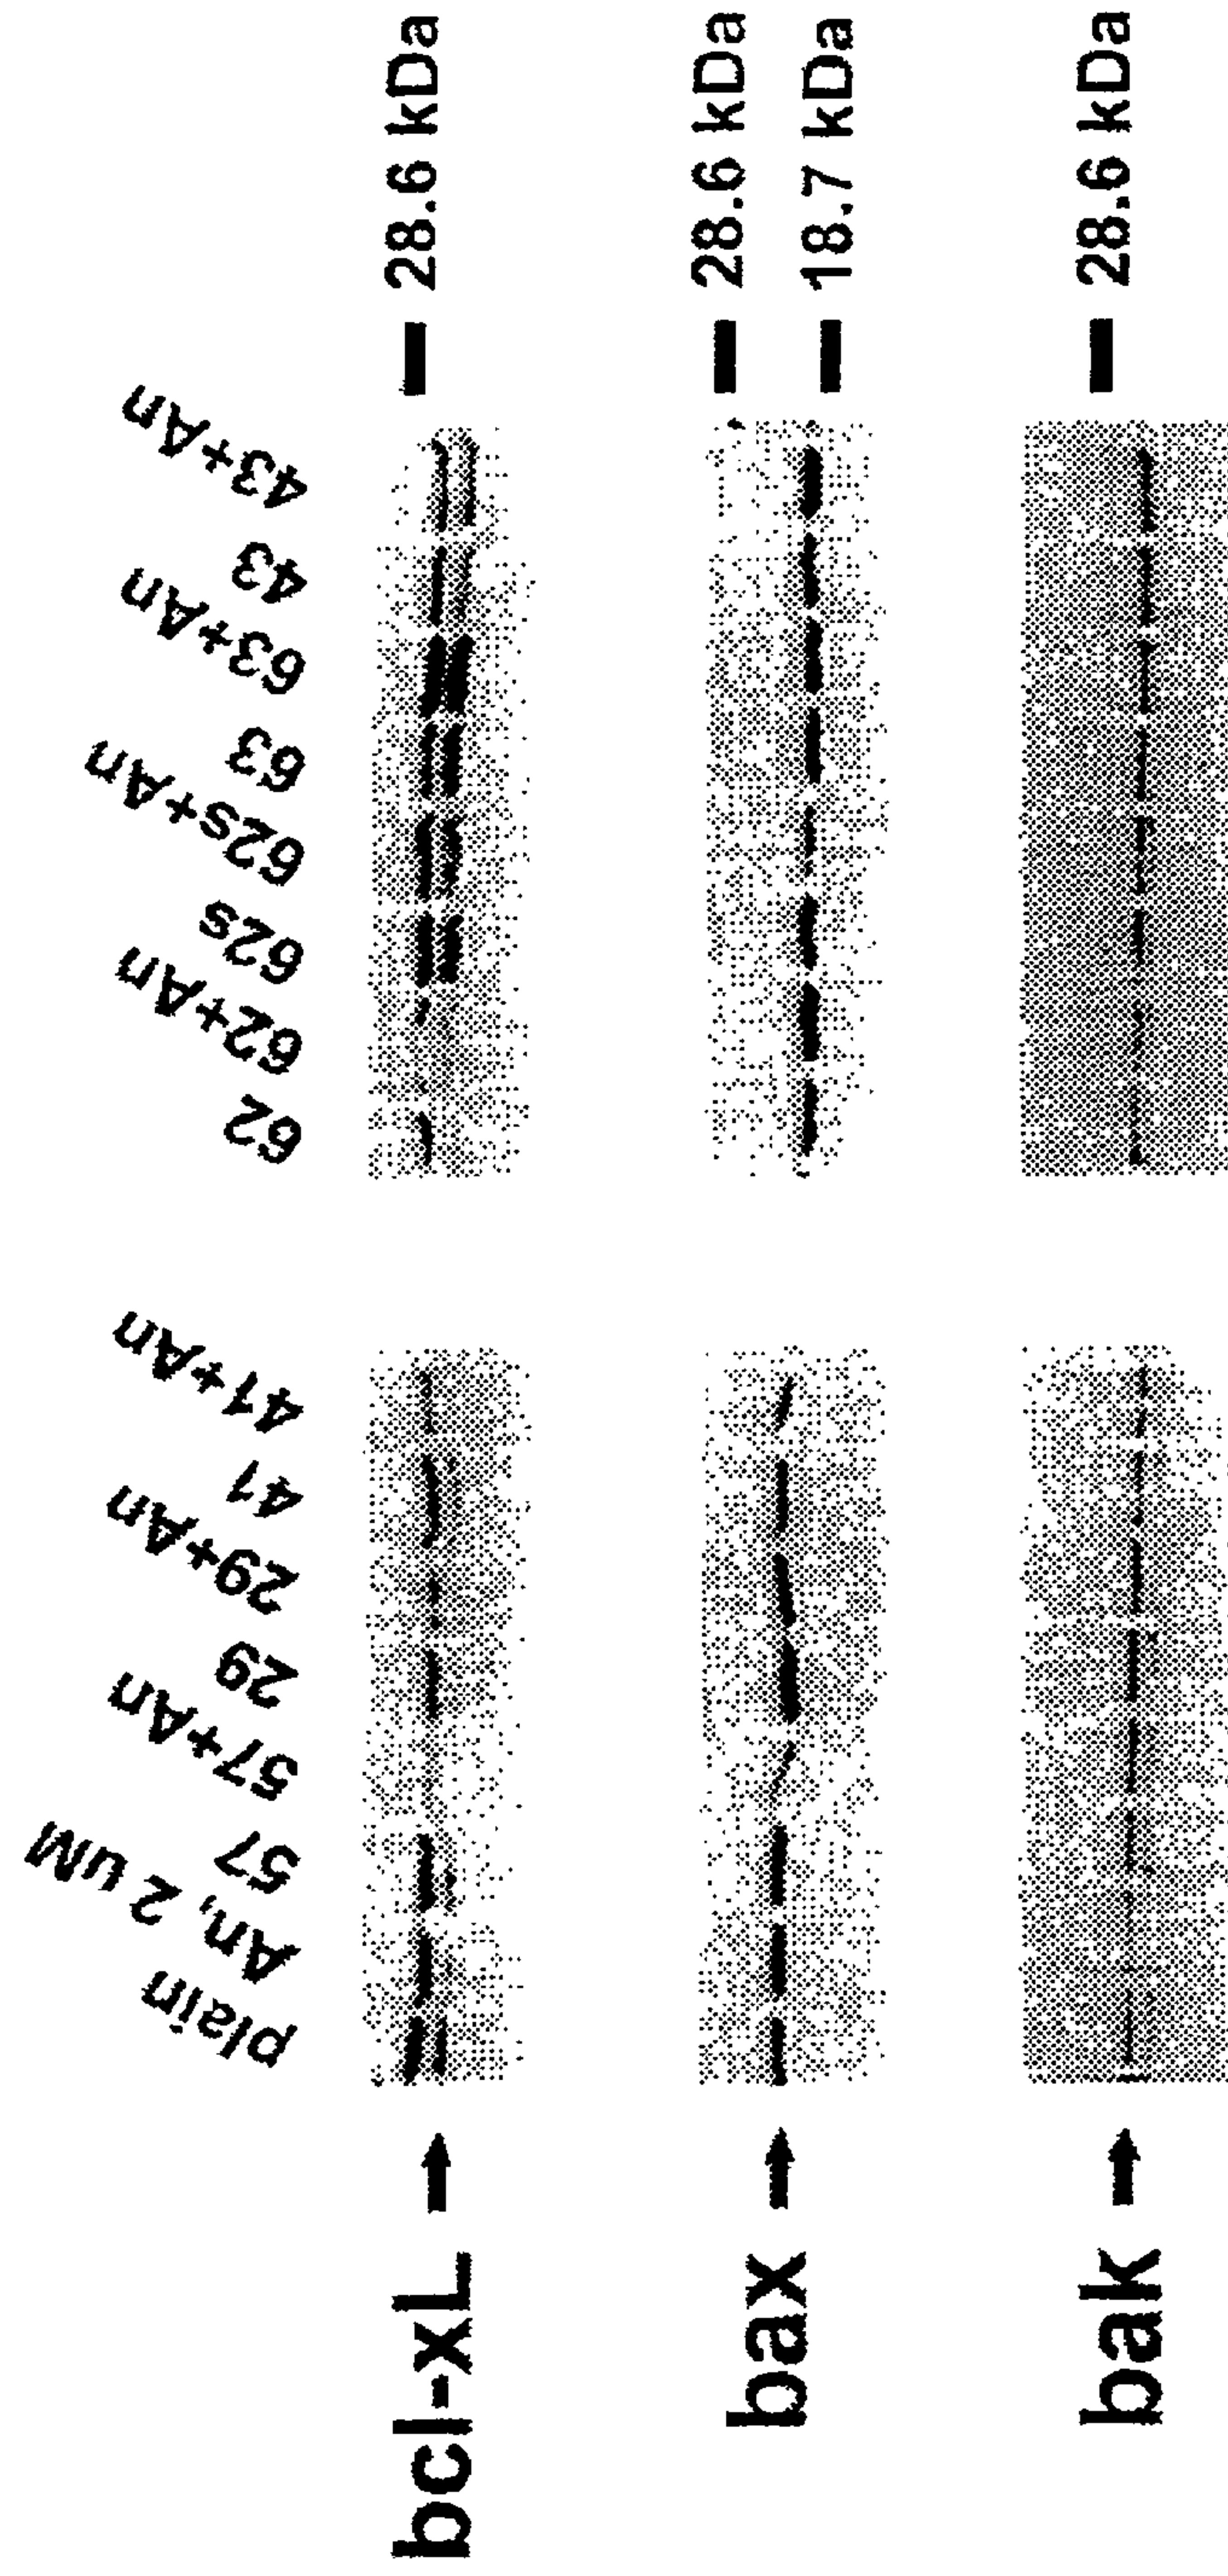 plain
An, 2 uM
57
57+An
29
29+An
41
41+An
62
62+An
62s
62s+An
63
63+An
43
43+An
bcl-xL
28.6 kDa
bax
28.6 kDa
18.7 kDa
bak
28.6 kDa